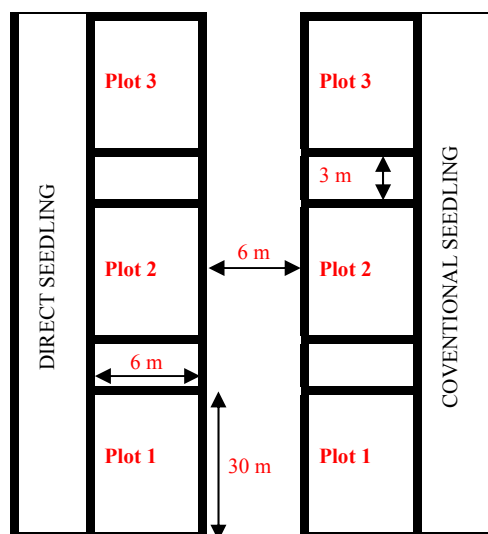 Plot 3
Plot 3
3 m
DIRECT SEEDLING
COVENTIONAL SEEDLING
Plot 2
6 m
Plot 2
6 m
Plot 1
30 m
Plot 1